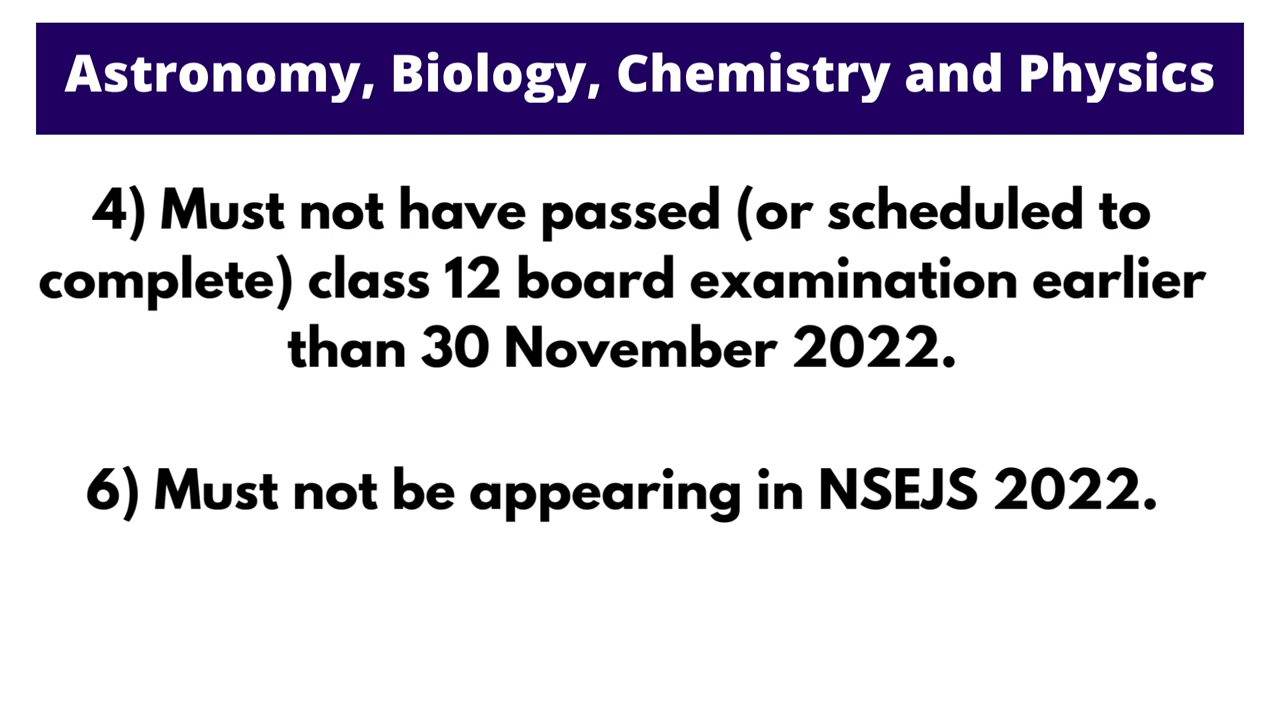 Astronomy, Biology, Chemistry and Physics
4) Must not have passed (or scheduled to
complete) class 12 board examination earlier
than 30 November 2022.
6) Must not be appearing in NSEJS 2022.